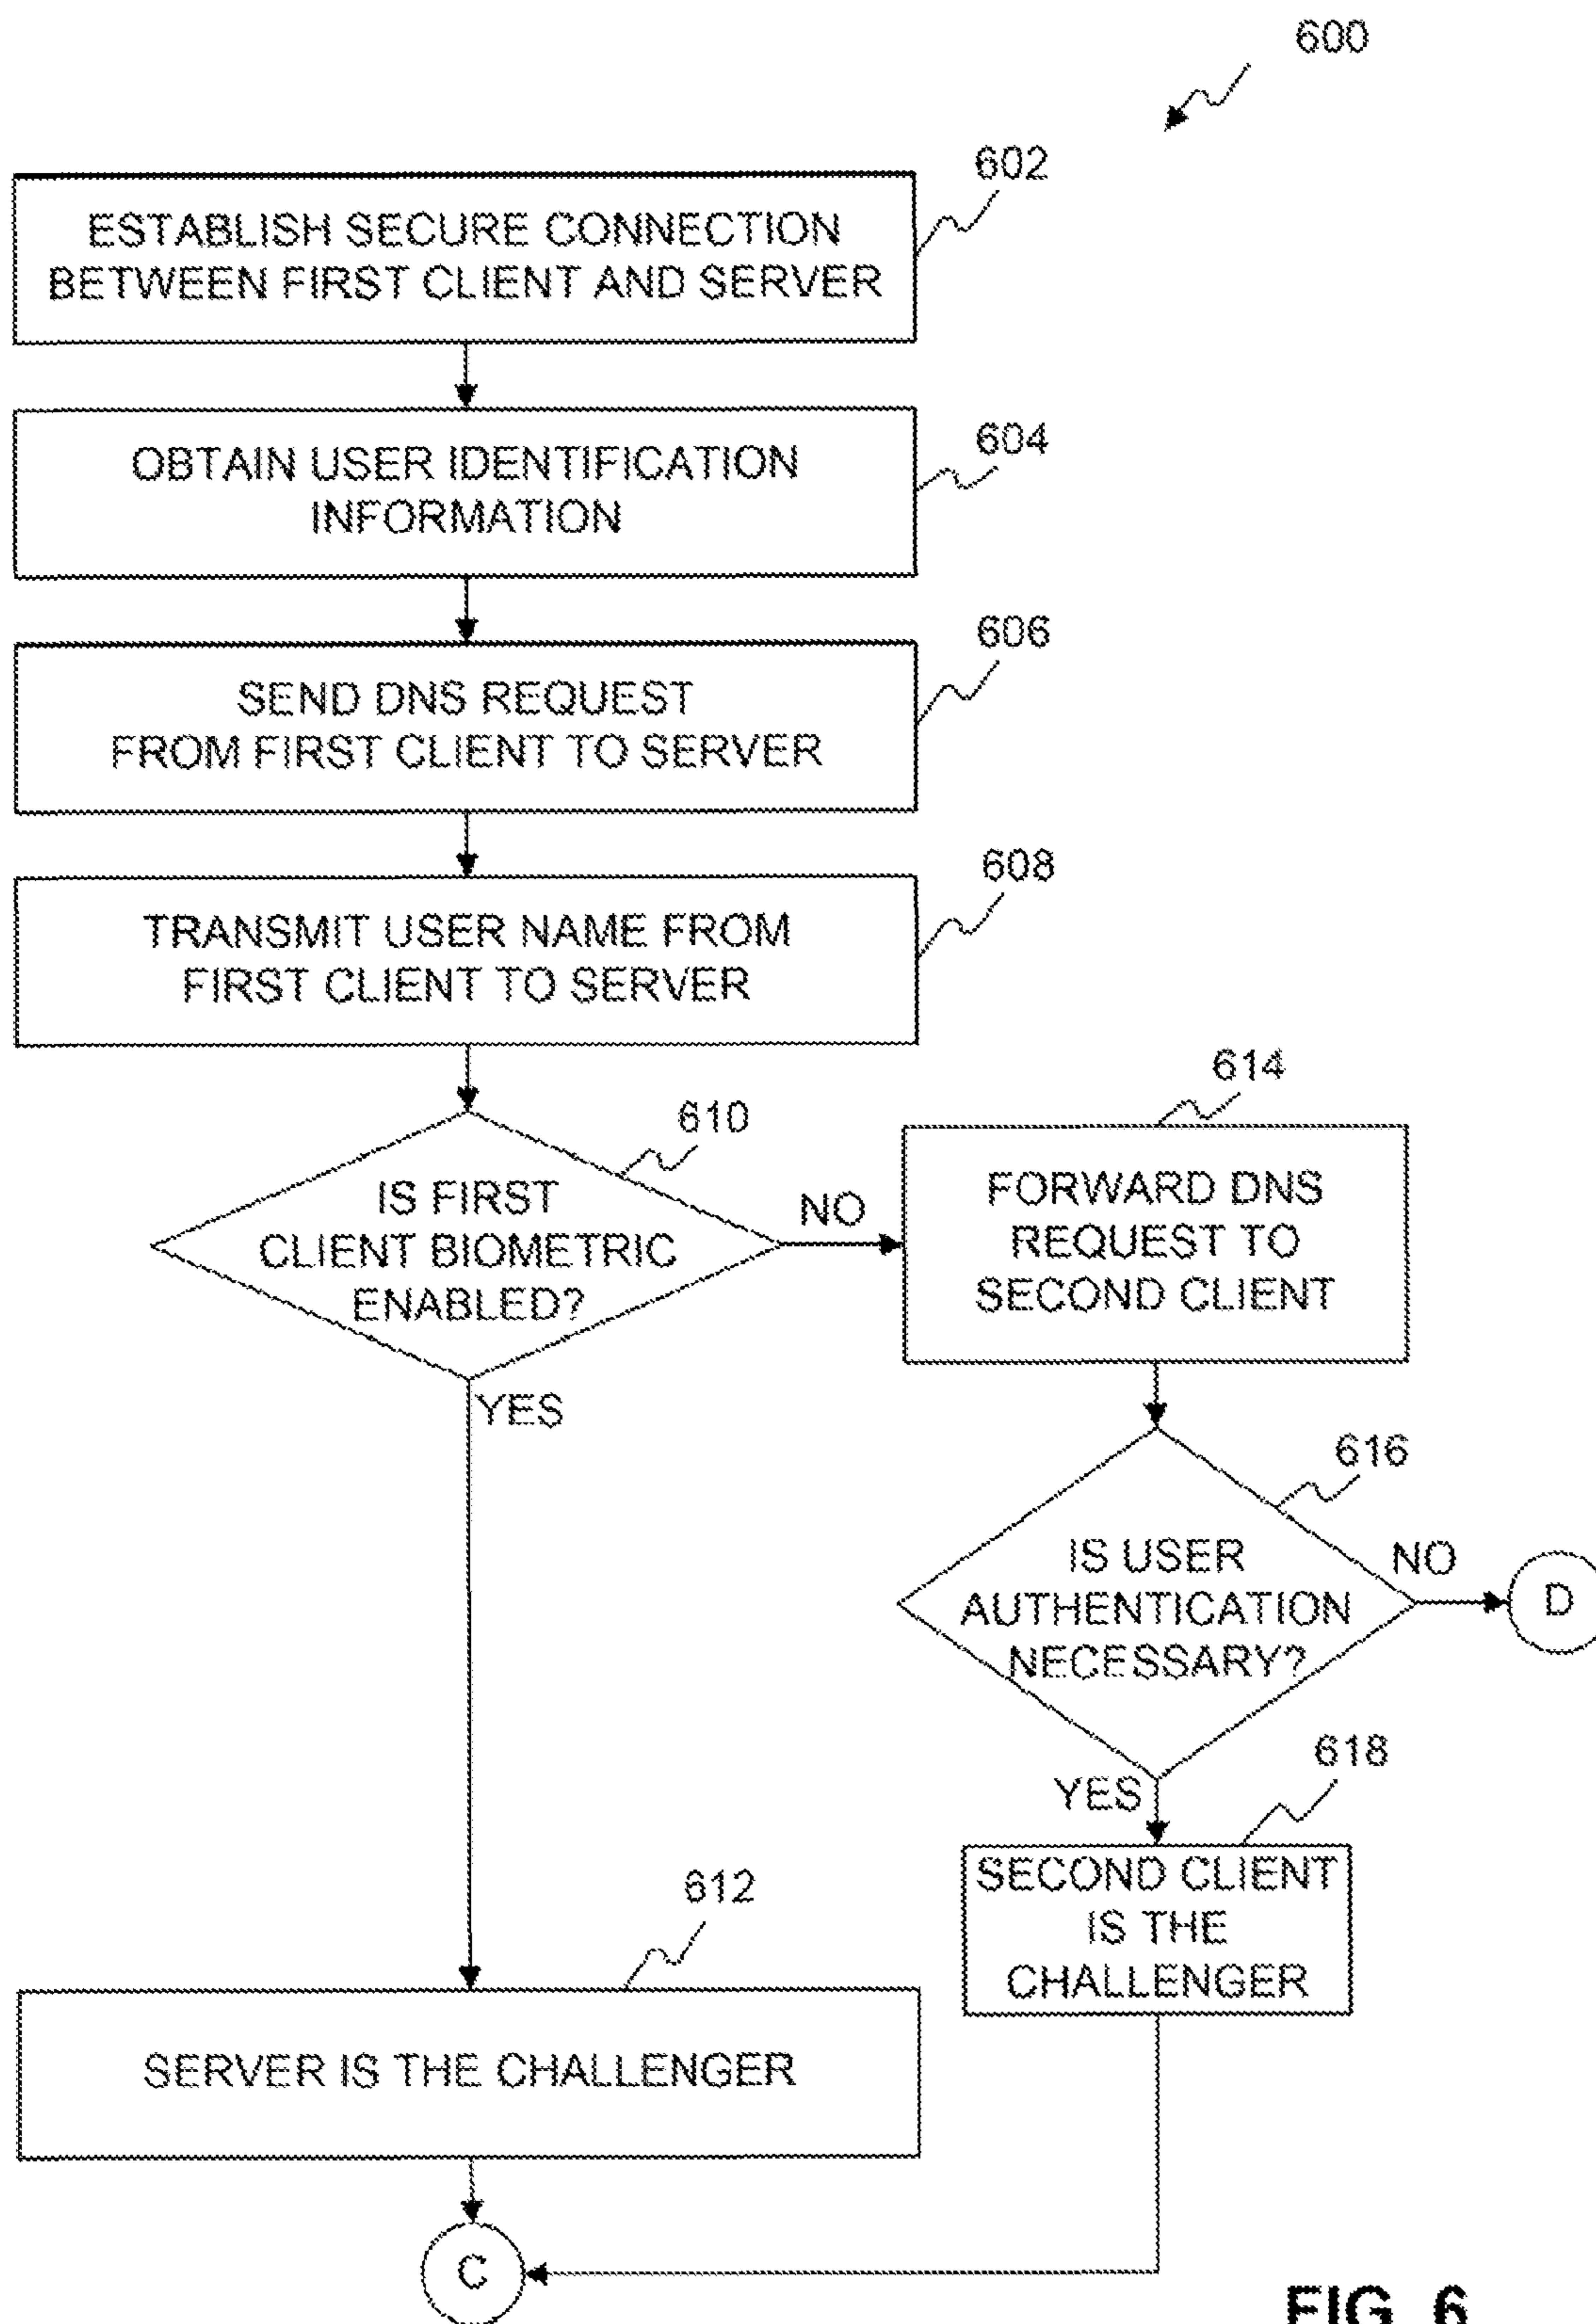 600
602
ESTABLISH SECURE CONNECTION
BETWEEN FIRST CLIENT AND SERVER
604
OBTAIN USER IDENTIFICATION
INFORMATION
606
SEND DNS REQUEST
FROM FIRST CLIENT TO SERVER
608
TRANSMIT USER NAME FROM
FIRST CLIENT TO SERVER
610
IS FIRST
CLIENT BIOMETRIC
ENABLED?
NO
YES
614
FORWARD DNS
REQUEST TO
SECOND CLIENT
616
IS USER
AUTHENTICATION
NECESSARY?
NO
D
YES
618
SECOND CLIENT
IS THE
CHALLENGER
612
SERVER IS THE CHALLENGER
C
FIG. 6